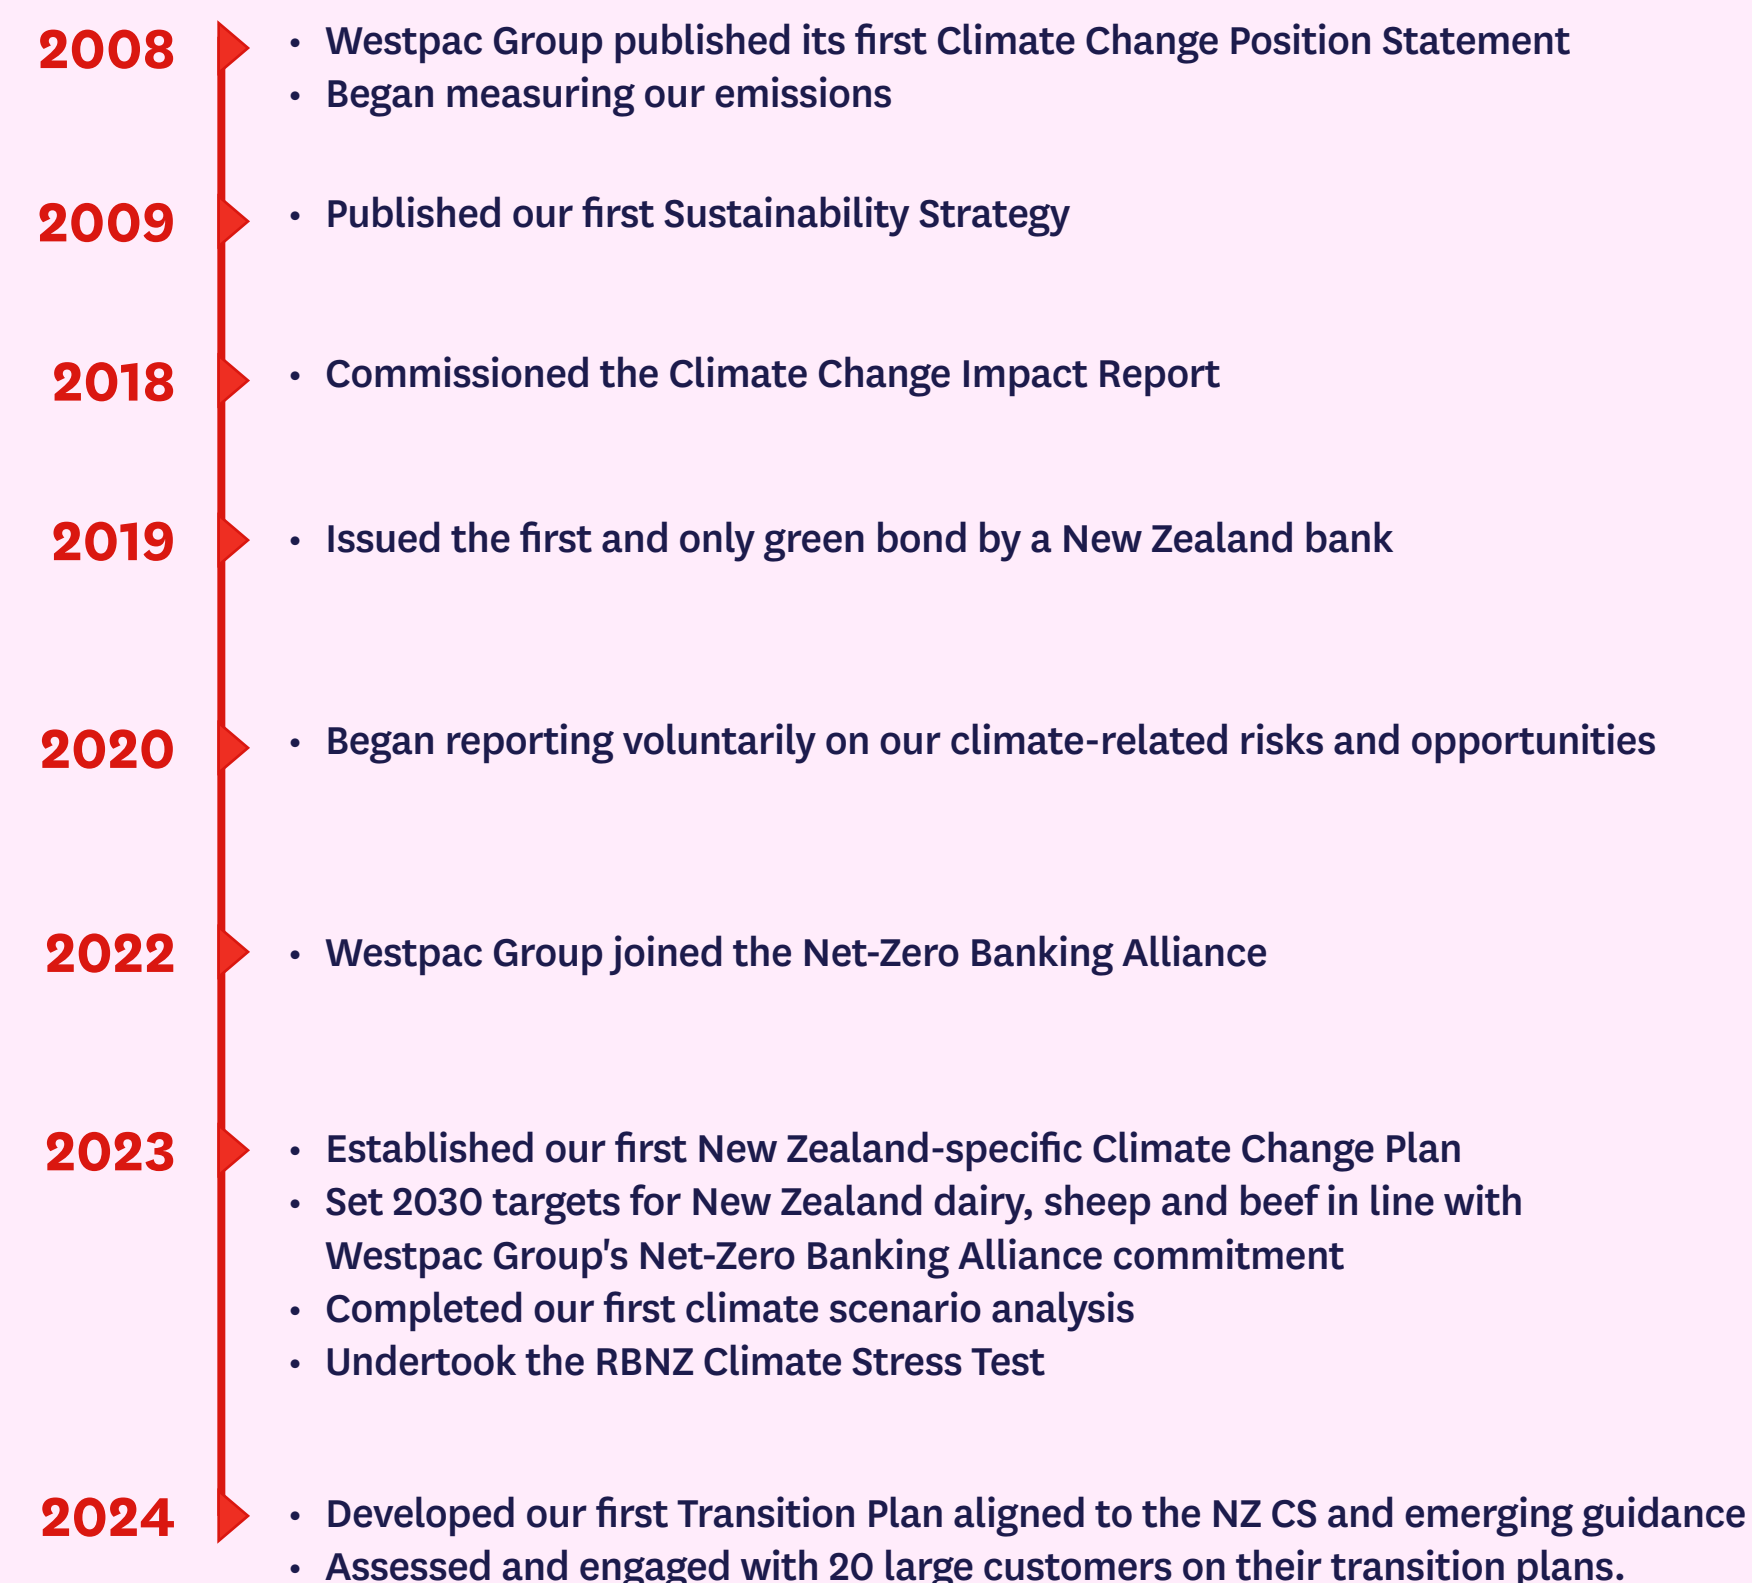 2008
• Westpac Group published its first Climate Change Position Statement
• Began measuring our emissions
2009
• Published our first Sustainability Strategy
2018
• Commissioned the Climate Change Impact Report
2019
• Issued the first and only green bond by a New Zealand bank
2020
• Began reporting voluntarily on our climate-related risks and opportunities
2022
• Westpac Group joined the Net-Zero Banking Alliance
2023
• Established our first New Zealand-specific Climate Change Plan
• Set 2030 targets for New Zealand dairy, sheep and beef in line with
Westpac Group's Net-Zero Banking Alliance commitment
• Completed our first climate scenario analysis
• Undertook the RBNZ Climate Stress Test
2024
• Developed our first Transition Plan aligned to the NZ CS and emerging guidance
• Assessed and engaged with 20 large customers on their transition plans.